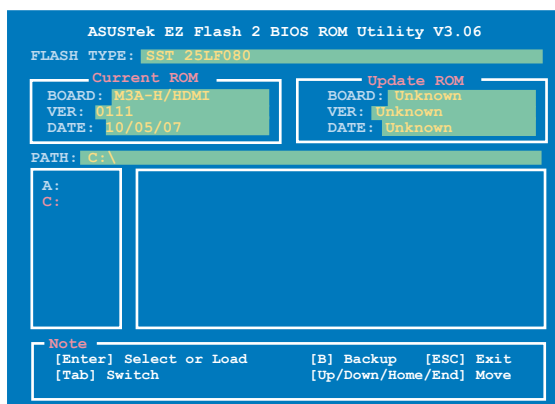 ASUSTek EZ Flash 2 BIOS ROM Utility V3.06
FLASH TYPE: SST 25LF080
Current ROM
BOARD: M3A-H/HDMI
VER: 0111
DATE: 10/05/07
Update ROM
BOARD: Unknown
VER: Unknown
DATE: Unknown
PATH: C:\
A:
C:
Note
[Enter] Select or Load
[B] Backup
[ESC] Exit
[Tab] Switch
[Up/Down/Home/End] Move